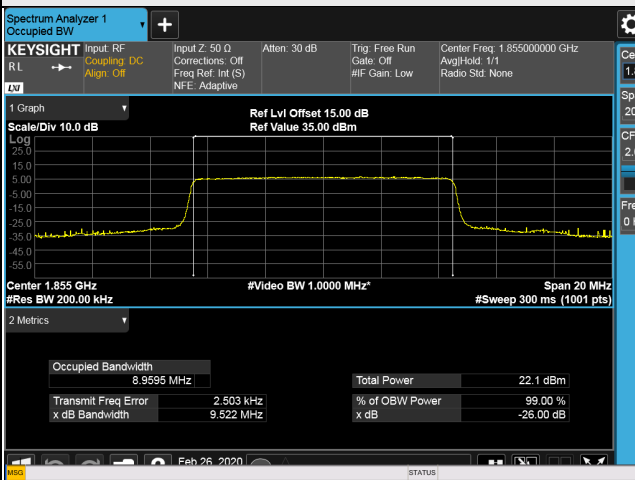 Spectrum Analyzer 1
Occupied BW
KEYSIGHT Input: RF Input Z: 50 Ω Atten: 30 dB Trig: Free Run Center Freq: 1.855000000 GHz
RL Coupling: DC Corrections: Off Gate: Off Avg|Hold: 1/1
Align: Off Freq Ref: Int (S) #IF Gain: Low Radio Std: None
LXI NFE: Adaptive
1 Graph
Scale/Div 10.0 dB
Ref Lvl Offset 15.00 dB
Ref Value 35.00 dBm
Log
25.0
15.0
5.00
-5.00
-15.0
-25.0
-35.0
-45.0
-55.0
Center 1.855 GHz #Video BW 1.0000 MHz* Span 20 MHz
#Res BW 200.00 kHz #Sweep 300 ms (1001 pts)
2 Metrics
Occupied Bandwidth
8.9595 MHz
Total Power 22.1 dBm
Transmit Freq Error 2.503 kHz % of OBW Power 99.00 %
x dB Bandwidth 9.522 MHz x dB -26.00 dB
Feb 26, 2020
MSG STATUS